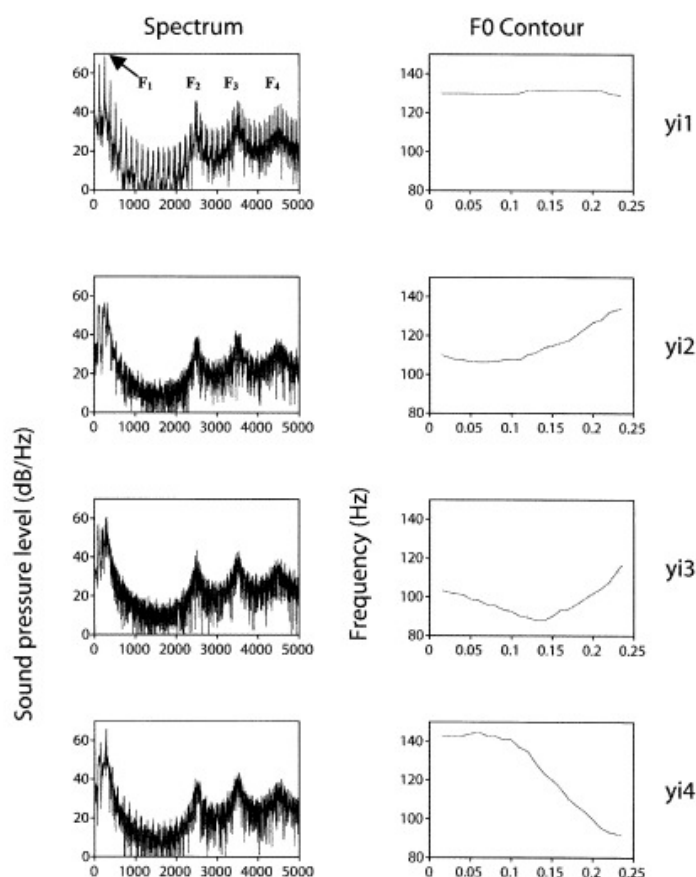 Spectrum F0 Contour
F₁ F₂ F₃ F₄
60
40
20
0
0 1000 2000 3000 4000 5000
140
120
100
80
0 0.05 0.1 0.15 0.2 0.25
yi1
60
40
20
0
0 1000 2000 3000 4000 5000
140
120
100
80
0 0.05 0.1 0.15 0.2 0.25
yi2
60
40
20
0
0 1000 2000 3000 4000 5000
140
120
100
80
0 0.05 0.1 0.15 0.2 0.25
yi3
60
40
20
0
0 1000 2000 3000 4000 5000
140
120
100
80
0 0.05 0.1 0.15 0.2 0.25
yi4
Sound pressure level (dB/Hz)
Frequency (Hz)